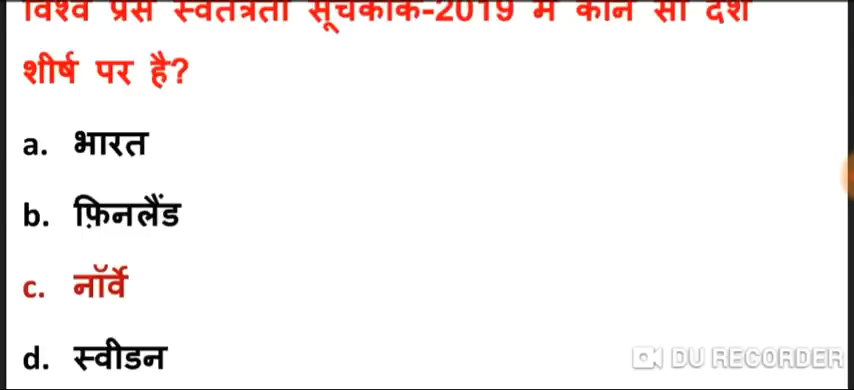 विश्व प्रेस स्वतंत्रता सूचकांक-2019 में कौन सा देश
शीर्ष पर है?
a. भारत
b. फ़िनलैंड
c. नॉर्वे
d. स्वीडन
DU RECORDER